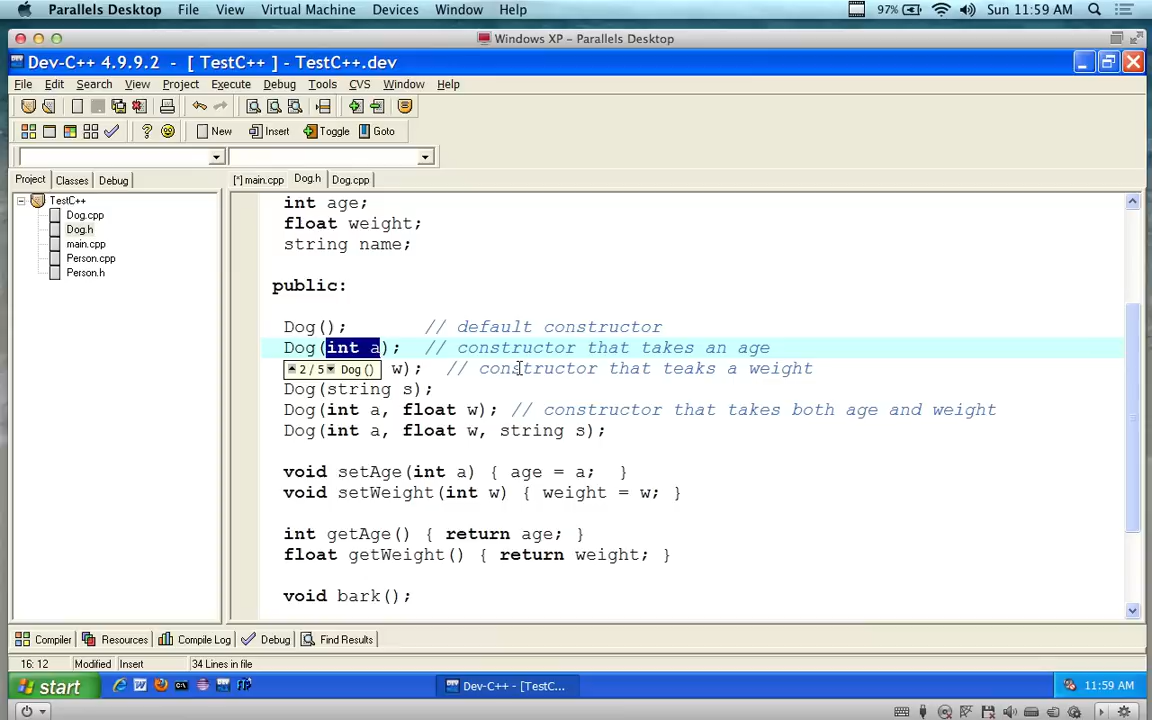 Parallels Desktop File View Virtual Machine Devices Window Help 97% Sun 11:59 AM
Windows XP – Parallels Desktop
Dev-C++ 4.9.9.2 - [ TestC++ ] - TestC++.dev
File Edit Search View Project Execute Debug Tools CVS Window Help
New Insert Toggle Goto
Project Classes Debug
[*] main.cpp Dog.h Dog.cpp
TestC++
Dog.cpp
Dog.h
main.cpp
Person.cpp
Person.h
int age;
float weight;
string name;
public:
Dog(); // default constructor
Dog(int a); // constructor that takes an age
2 / 5 Dog () w); // constructor that teaks a weight
Dog(string s);
Dog(int a, float w); // constructor that takes both age and weight
Dog(int a, float w, string s);
void setAge(int a) { age = a; }
void setWeight(int w) { weight = w; }
int getAge() { return age; }
float getWeight() { return weight; }
void bark();
Compiler Resources Compile Log Debug Find Results
16: 12 Modified Insert 34 Lines in file
start Dev-C++ - [TestC... 11:59 AM